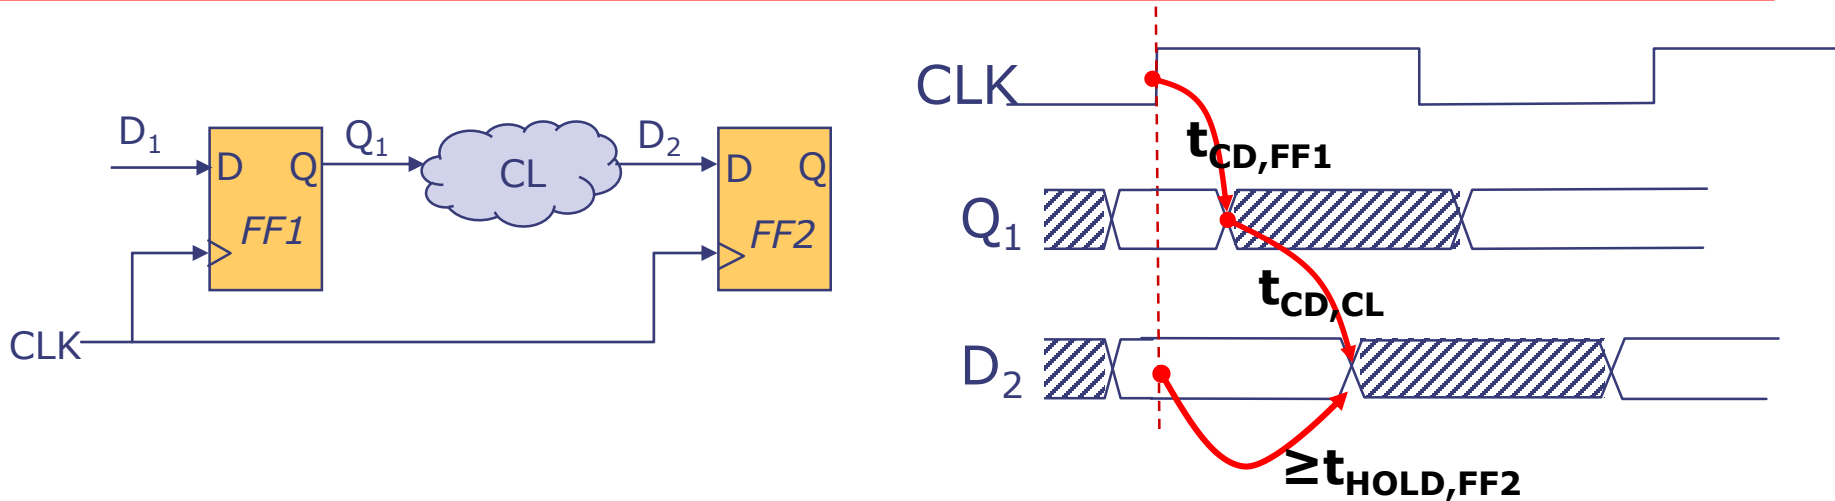 D1
Q1
D2
D Q
CL
D Q
FF1
FF2
CLK
CLK
tCD,FF1
Q1
tCD,CL
D2
≥tHOLD,FF2